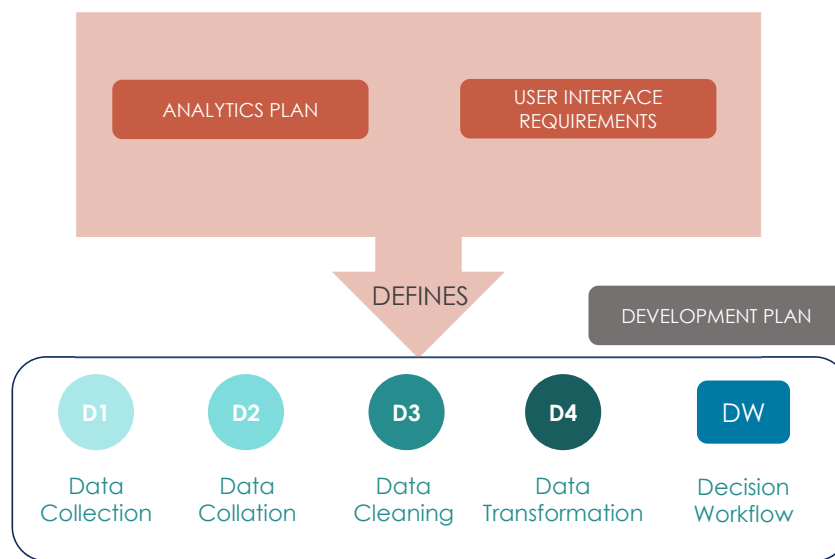 ANALYTICS PLAN
USER INTERFACE
REQUIREMENTS
DEFINES
DEVELOPMENT PLAN
D1
D2
D3
D4
DW
Data
Collection
Data
Collation
Data
Cleaning
Data
Transformation
Decision
Workflow